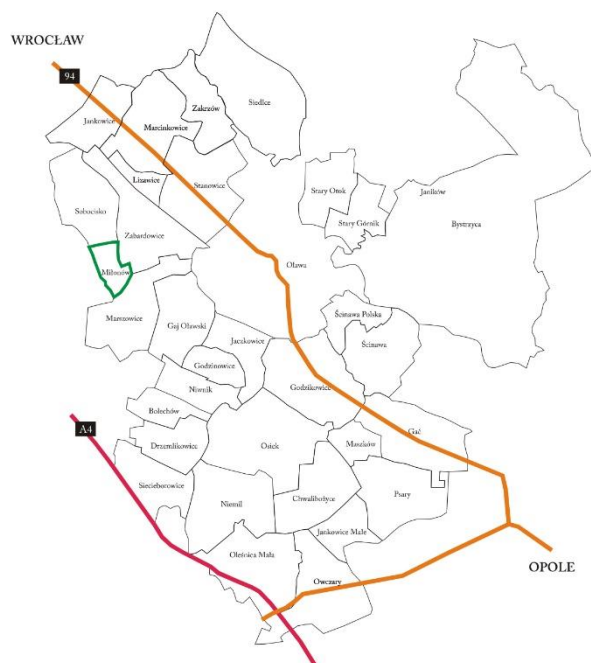 WROCŁAW
94
Siedlce
Zakrzów
Jankowice
Marcinkowice
Lizawice
Stanowice
Stary Otok
Janików
Sobocisko
Stary Górnik
Bystrzyca
Zabardowice
Oława
Miłonów
Marszowice
Ścinawa Polska
Gaj Oławski
Jaczkowice
Ścinawa
Godzinowice
Godzikowice
Niwnik
Bolechów
A4
Gać
Drzemlikowice
Osiek
Maszków
Siecieborowice
Chwalibożyce
Psary
Niemil
Jankowice Małe
Oleśnica Mała
OPOLE
Owczary